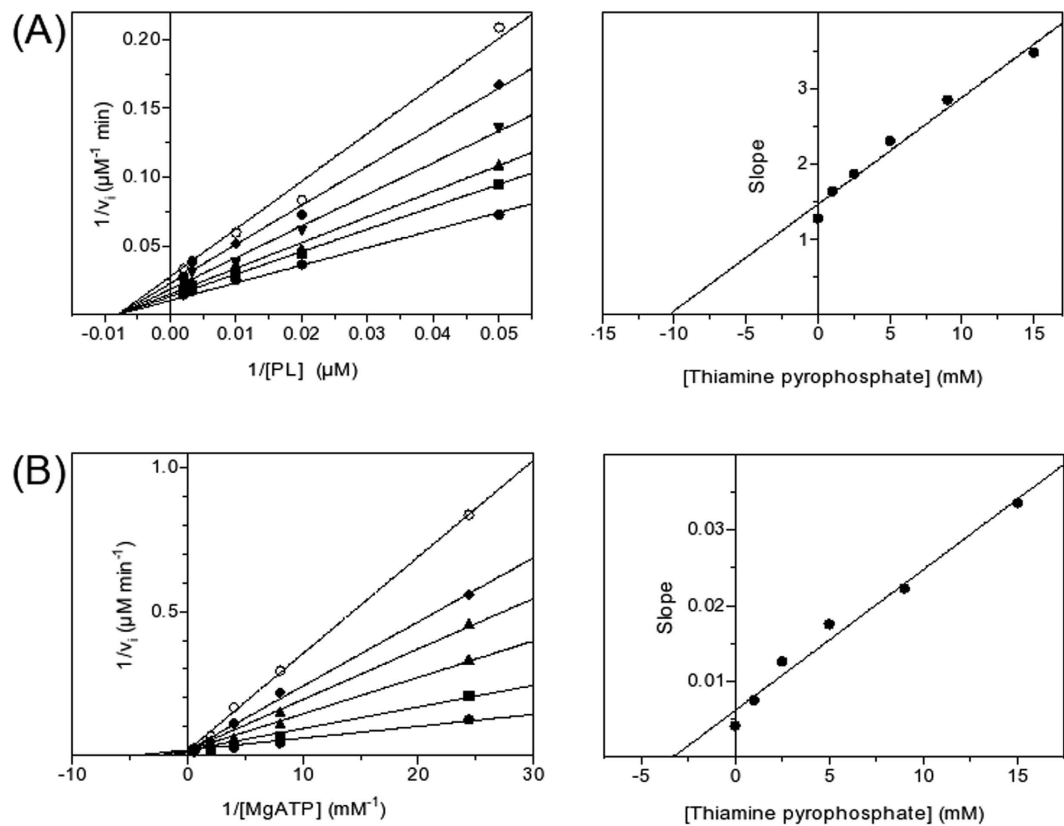 (A)
0.20
0.15
0.10
0.05
1/vi (µM-1 min)
-0.01 0.00 0.01 0.02 0.03 0.04 0.05
1/[PL] (µM)
3
2
1
Slope
-15 -10 -5 0 5 10 15
[Thiamine pyrophosphate] (mM)
(B)
1.0
0.5
1/vi (µM min-1)
-10 0 10 20 30
1/[MgATP] (mM-1)
0.03
0.02
0.01
Slope
-5 0 5 10 15
[Thiamine pyrophosphate] (mM)